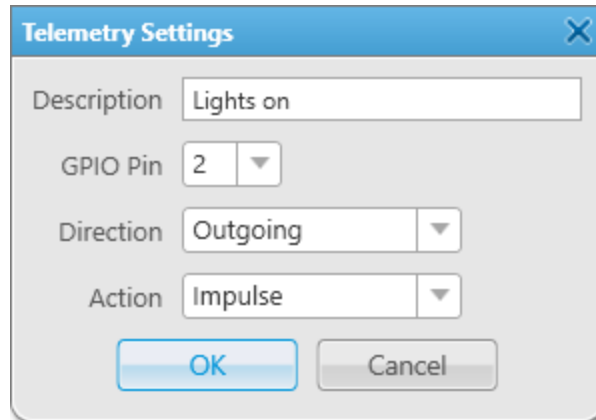 Telemetry Settings
Description Lights on
GPIO Pin 2
Direction Outgoing
Action Impulse
OK Cancel